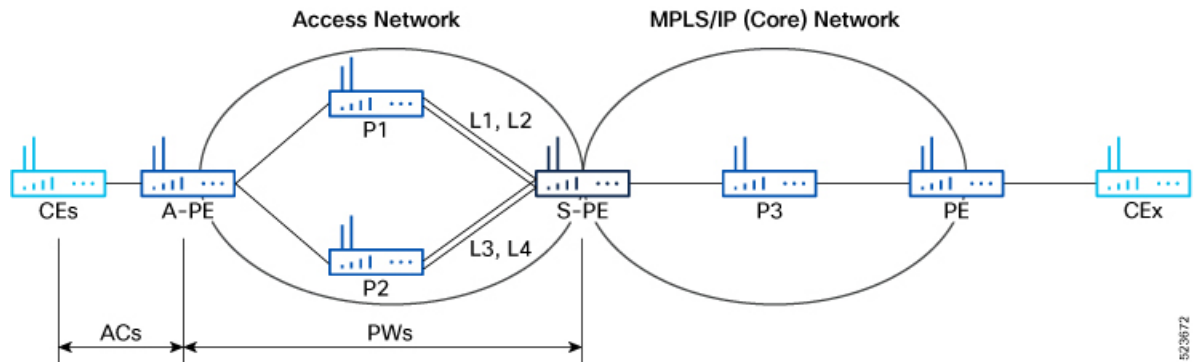 Access Network
MPLS/IP (Core) Network
P1
L1, L2
CEs
A-PE
S-PE
P3
PE
CEx
L3, L4
P2
ACs
PWs
523672